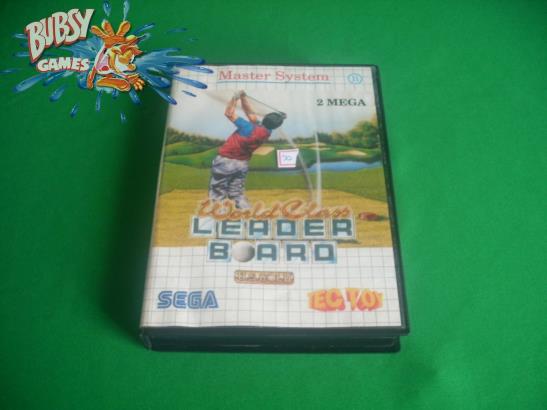 BUBSY
GAMES
Master System
2 MEGA
World Class
LEADER
BOARD
SEGA
TEC TOY